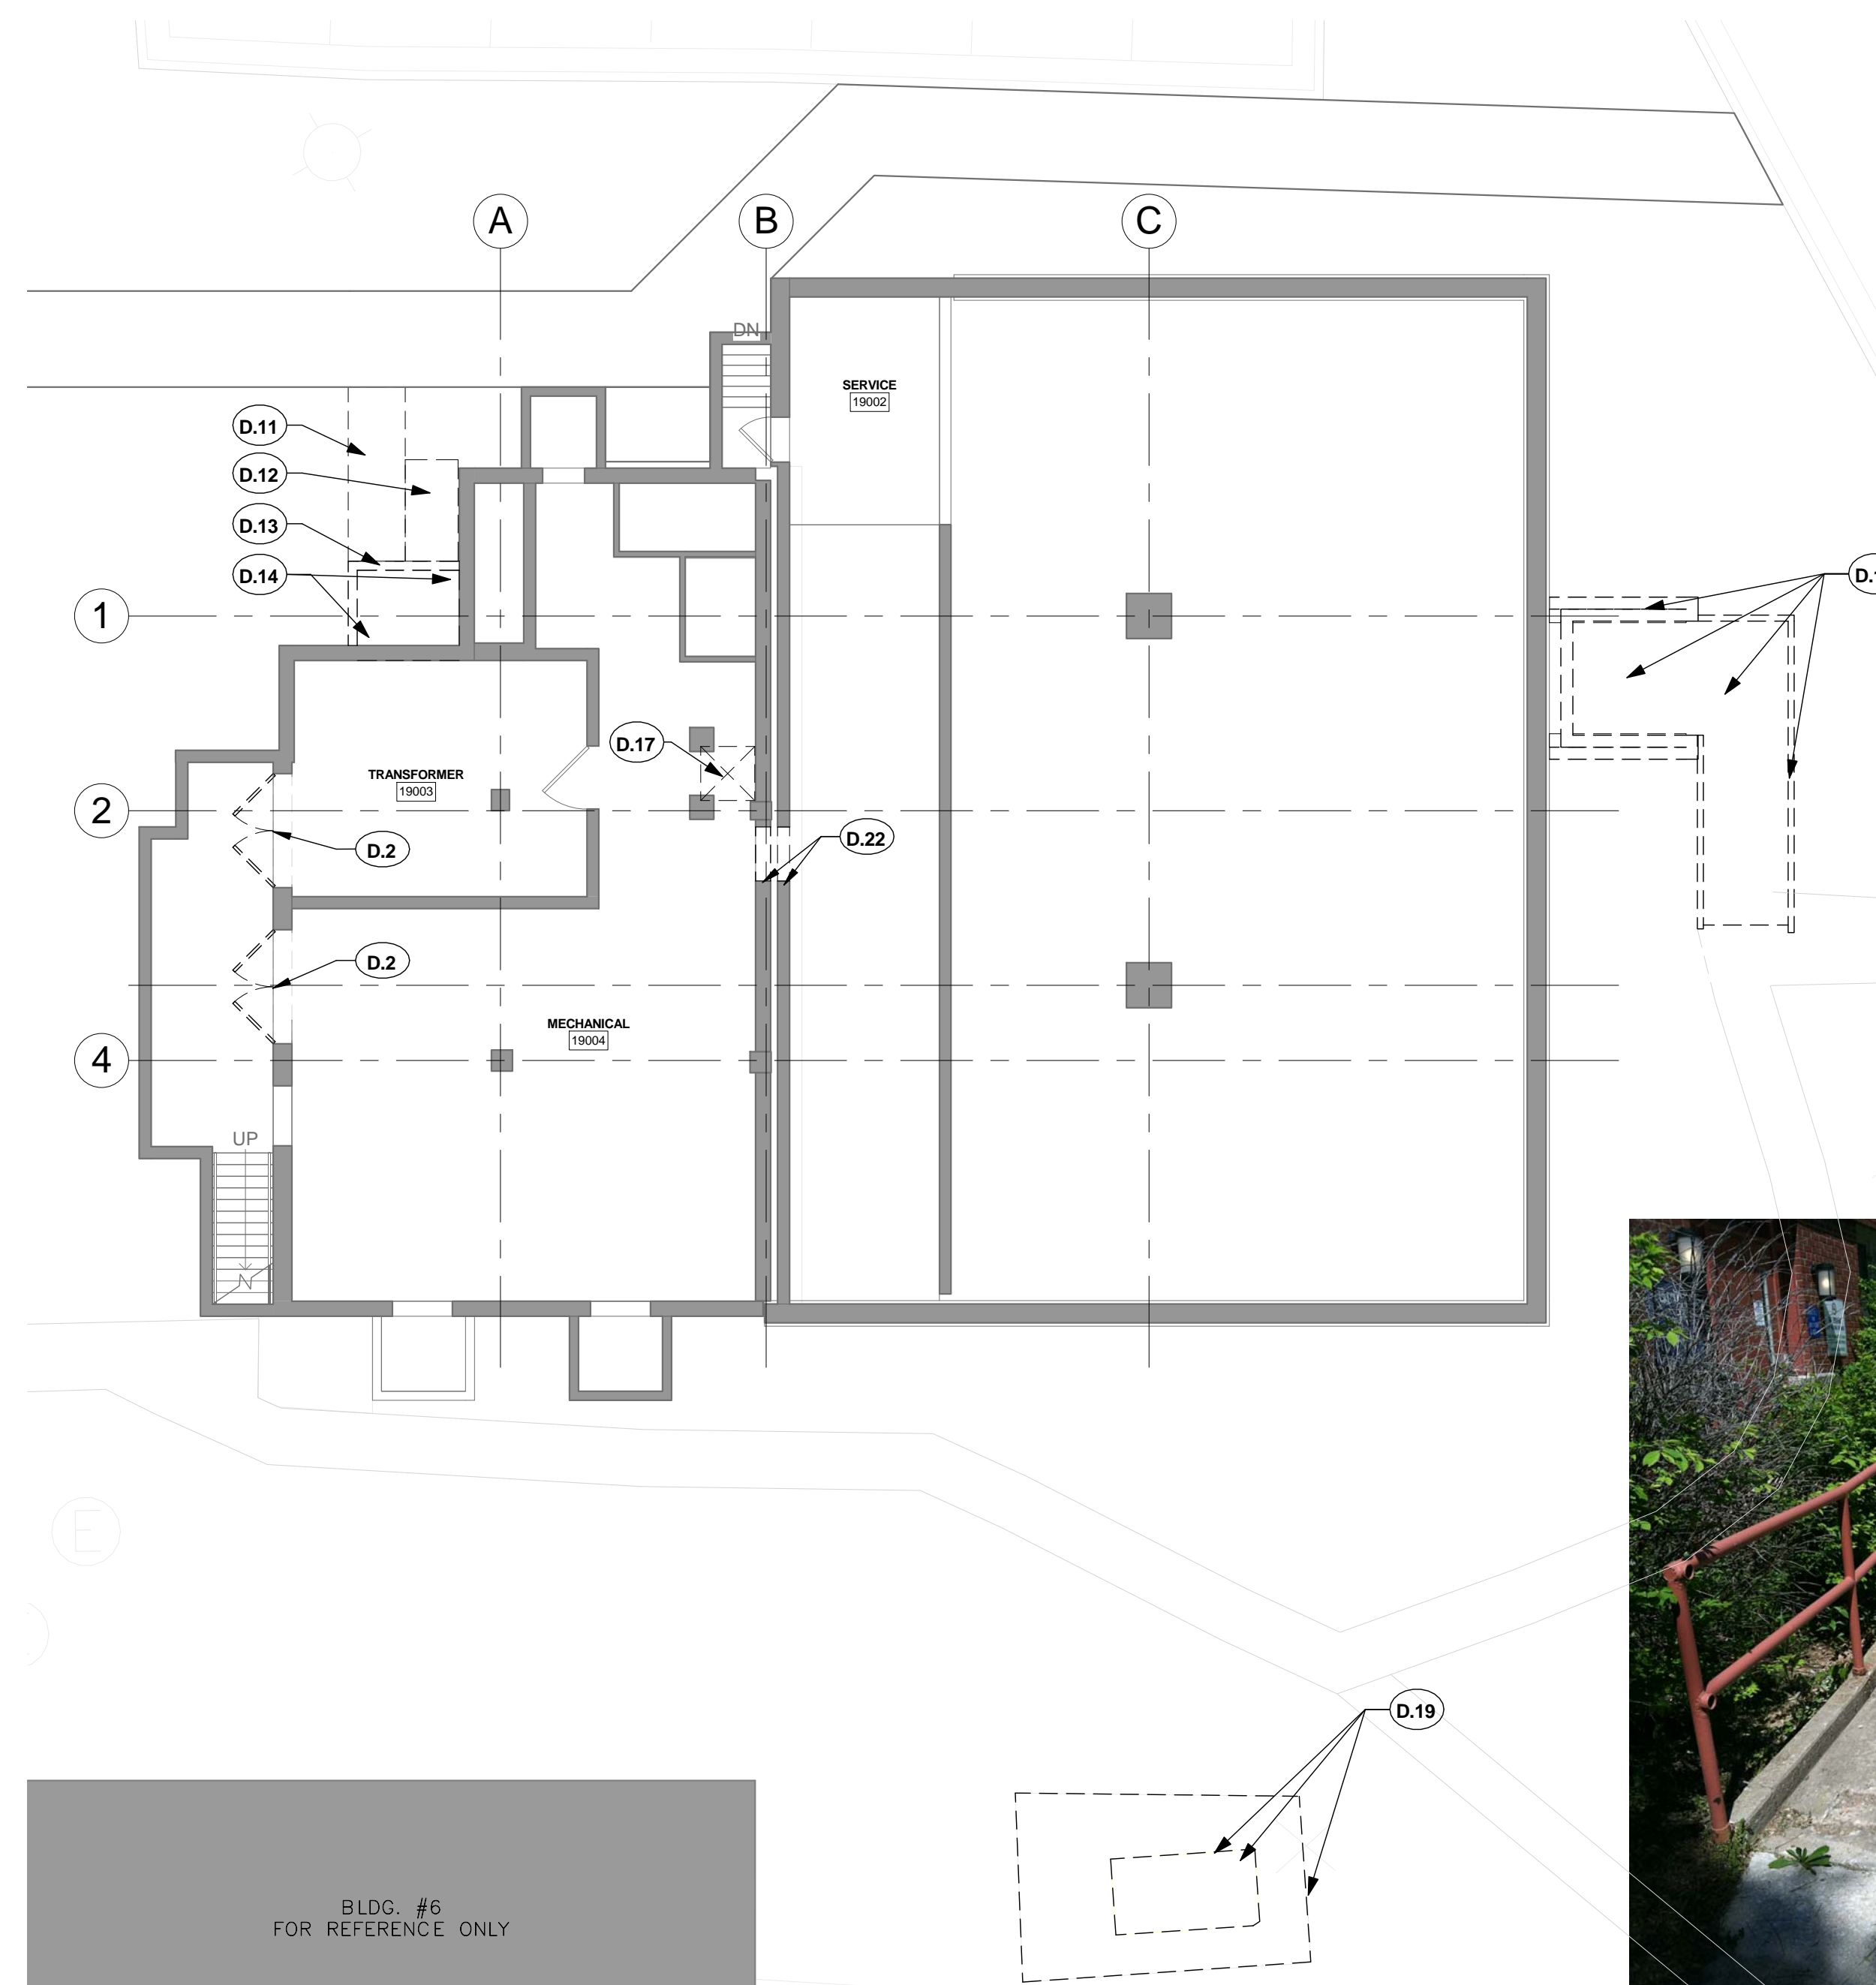 A
B
C
DN
SERVICE
19002
D.11
D.12
D.13
D.14
1
D.17
TRANSFORMER
19003
2
D.2
D.22
D.2
MECHANICAL
19004
4
UP
E
D.19
BLDG. #6
FOR REFERENCE ONLY